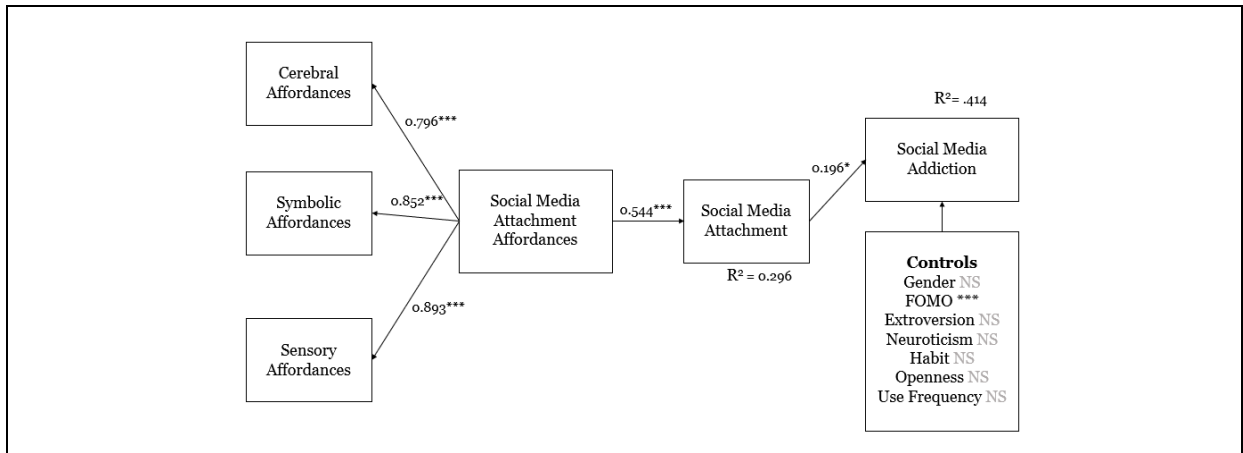 Cerebral
Affordances
0.796***
Symbolic
Affordances
0.852***
Sensory
Affordances
0.893***
Social Media
Attachment
Affordances
0.544***
Social Media
Attachment
R² = 0.296
0.196*
R²= .414
Social Media
Addiction
Controls
Gender NS
FOMO ***
Extroversion NS
Neuroticism NS
Habit NS
Openness NS
Use Frequency NS